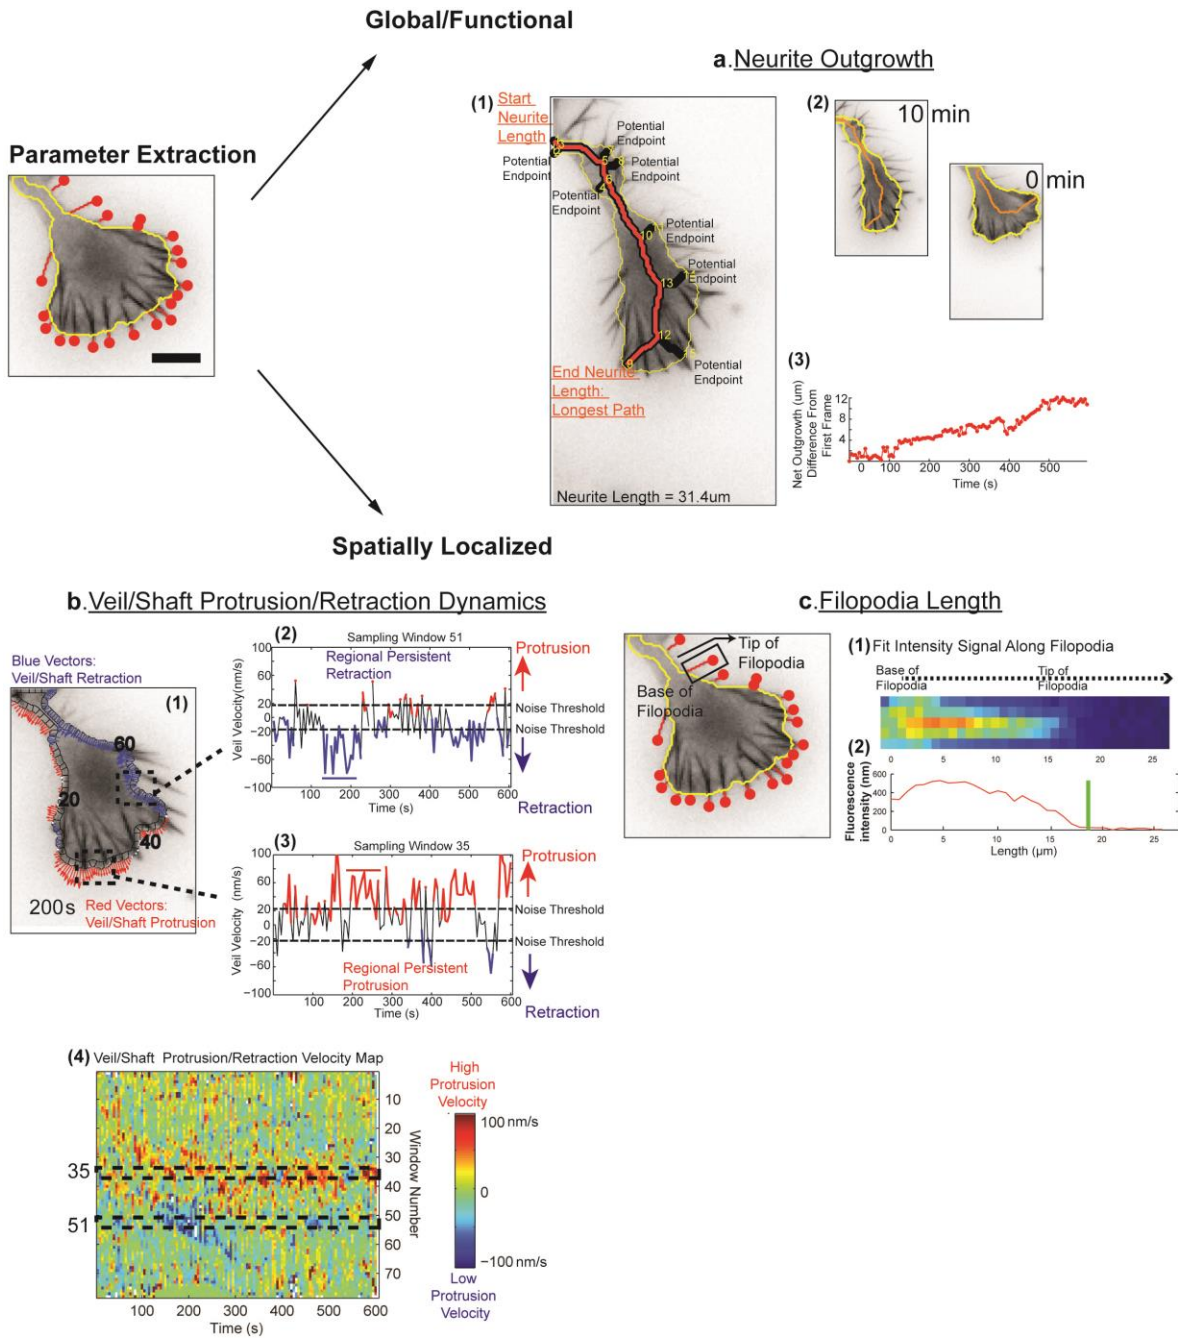 Global/Functional
a.Neurite Outgrowth
Parameter Extraction
(1)
Start
Neurite
Length
Potential
Endpoint
Potential
Endpoint
Potential
Endpoint
Potential
Endpoint
Potential
Endpoint
Potential
Endpoint
Potential
Endpoint
5
6
10
13
12
End Neurite
Length:
Longest Path
Neurite Length = 31.4um
(2)
10 min
0 min
(3)
Net Outgrowth (um)
Difference From
First Frame
12
8
4
0
100
200
300
400
500
Time (s)
Spatially Localized
b.Veil/Shaft Protrusion/Retraction Dynamics
Blue Vectors:
Veil/Shaft Retraction
(1)
60
20
40
200s
Red Vectors:
Veil/Shaft Protrusion
(2)
Sampling Window 51
Regional Persistent
Retraction
Veil Velocity(nm/s)
100
80
60
20
0
−20
−40
−60
−80
−100
100 200 300 400 500 600
Time (s)
Protrusion
Noise Threshold
Noise Threshold
Retraction
(3)
Sampling Window 35
Veil Velocity (nm/s)
100
80
60
40
20
0
−20
−40
−60
−100
Regional Persistent
Protrusion
100 200 300 400 500 600
Time (s)
Protrusion
Noise Threshold
Noise Threshold
Retraction
(4) Veil/Shaft Protrusion/Retraction Velocity Map
35
51
10
20
30
40
50
60
70
Window Number
100 200 300 400 500 600
Time (s)
High
Protrusion
Velocity
100 nm/s
0
−100 nm/s
Low
Protrusion
Velocity
c.Filopodia Length
Tip of
Filopodia
Base of
Filopodia
(1) Fit Intensity Signal Along Filopodia
Base of
Filopodia
Tip of
Filopodia
0 5 10 15 20 25
(2)
Fluorescence
intensity (nm)
600
400
200
0
0 5 10 15 20 25
Length (µm)